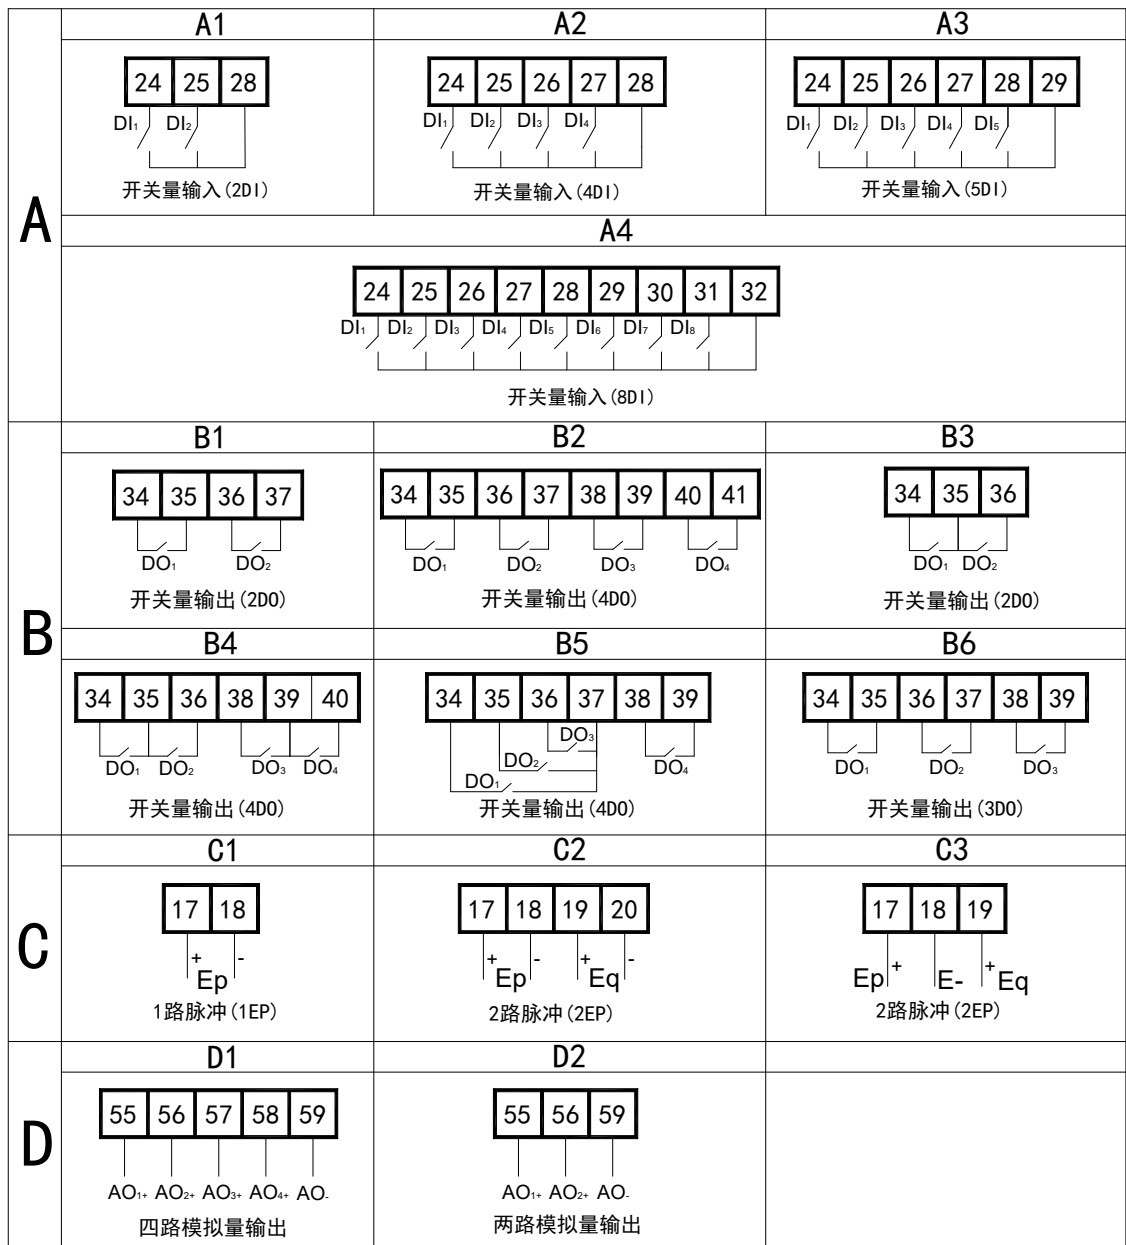 A
A1 A2 A3
24 25 28 24 25 26 27 28 24 25 26 27 28 29
DI₁ DI₂ DI₁ DI₂ DI₃ DI₄ DI₁ DI₂ DI₃ DI₄ DI₅
开关量输入(2DI) 开关量输入(4DI) 开关量输入(5DI)
A4
24 25 26 27 28 29 30 31 32
DI₁ DI₂ DI₃ DI₄ DI₅ DI₆ DI₇ DI₈
开关量输入(8DI)
B
B1 B2 B3
34 35 36 37 34 35 36 37 38 39 40 41 34 35 36
DO₁ DO₂ DO₁ DO₂ DO₃ DO₄ DO₁ DO₂
开关量输出(2DO) 开关量输出(4DO) 开关量输出(2DO)
B4 B5 B6
34 35 36 38 39 40 34 35 36 37 38 39 34 35 36 37 38 39
DO₁ DO₂ DO₃ DO₄ DO₃ DO₂ DO₁ DO₄ DO₁ DO₂ DO₃
开关量输出(4DO) 开关量输出(4DO) 开关量输出(3DO)
C
C1 C2 C3
17 18 17 18 19 20 17 18 19
+ Ep - + Ep - + Eq - Ep + E- + Eq
1路脉冲(1EP) 2路脉冲(2EP) 2路脉冲(2EP)
D
D1 D2
55 56 57 58 59 55 56 59
AO₁₊ AO₂₊ AO₃₊ AO₄₊ AO₋ AO₁₊ AO₂₊ AO₋
四路模拟量输出 两路模拟量输出